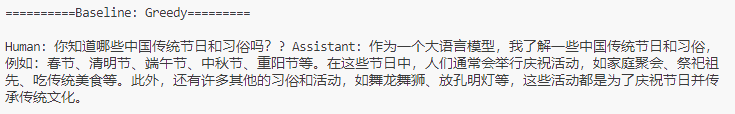 ==========Baseline: Greedy=========
Human: 你知道哪些中国传统节日和习俗吗？? Assistant: 作为一个大语言模型，我了解一些中国传统节日和习俗，
例如：春节、清明节、端午节、中秋节、重阳节等。在这些节日中，人们通常会举行庆祝活动，如家庭聚会、祭祀祖
先、吃传统美食等。此外，还有许多其他的习俗和活动，如舞龙舞狮、放孔明灯等，这些活动都是为了庆祝节日并传
承传统文化。